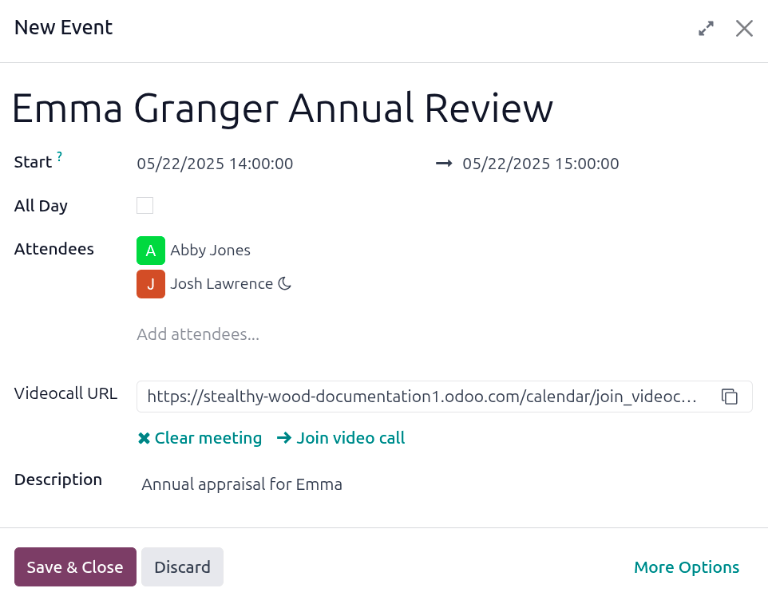 New Event
Emma Granger Annual Review
Start ? 05/22/2025 14:00:00 → 05/22/2025 15:00:00
All Day
Attendees A Abby Jones
J Josh Lawrence
Add attendees...
Videocall URL https://stealthy-wood-documentation1.odoo.com/calendar/join_videoc...
Clear meeting Join video call
Description Annual appraisal for Emma
Save & Close Discard More Options